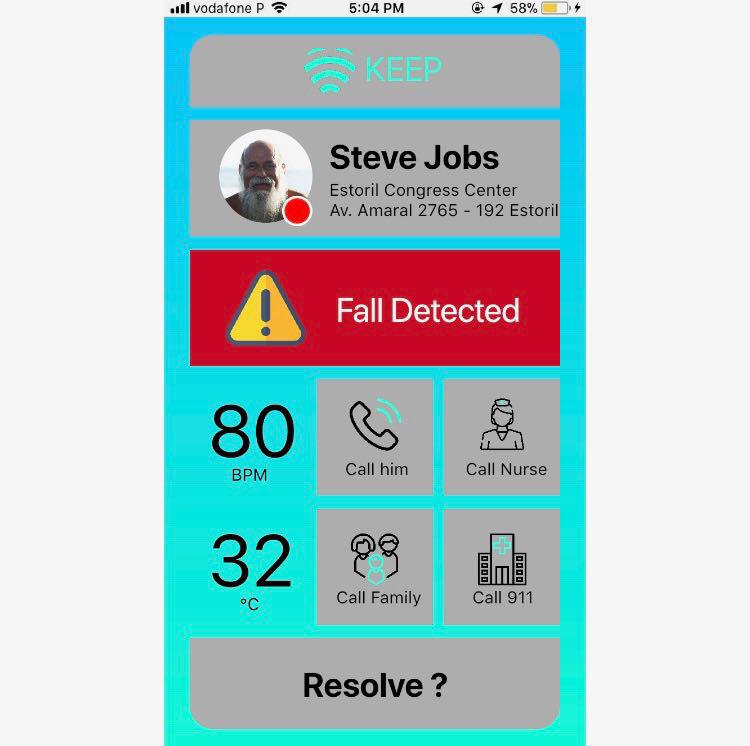 vodafone P 5:04 PM 58%
KEEP
Steve Jobs
Estoril Congress Center
Av. Amaral 2765 - 192 Estoril
Fall Detected
80
BPM
Call him
Call Nurse
32
°C
Call Family
Call 911
Resolve ?